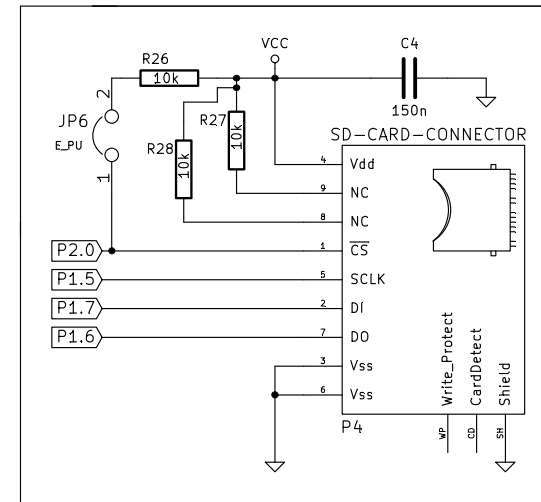 R26
10k
VCC
C4
150n
2
JP6
E_PU
1
R28
10k
R27
10k
SD-CARD-CONNECTOR
4 Vdd
9 NC
8 NC
P2.0 1 CS
P1.5 5 SCLK
P1.7 2 DI
P1.6 7 DO
3 Vss
6 Vss
Write_Protect
CardDetect
Shield
P4
WP
CD
SH